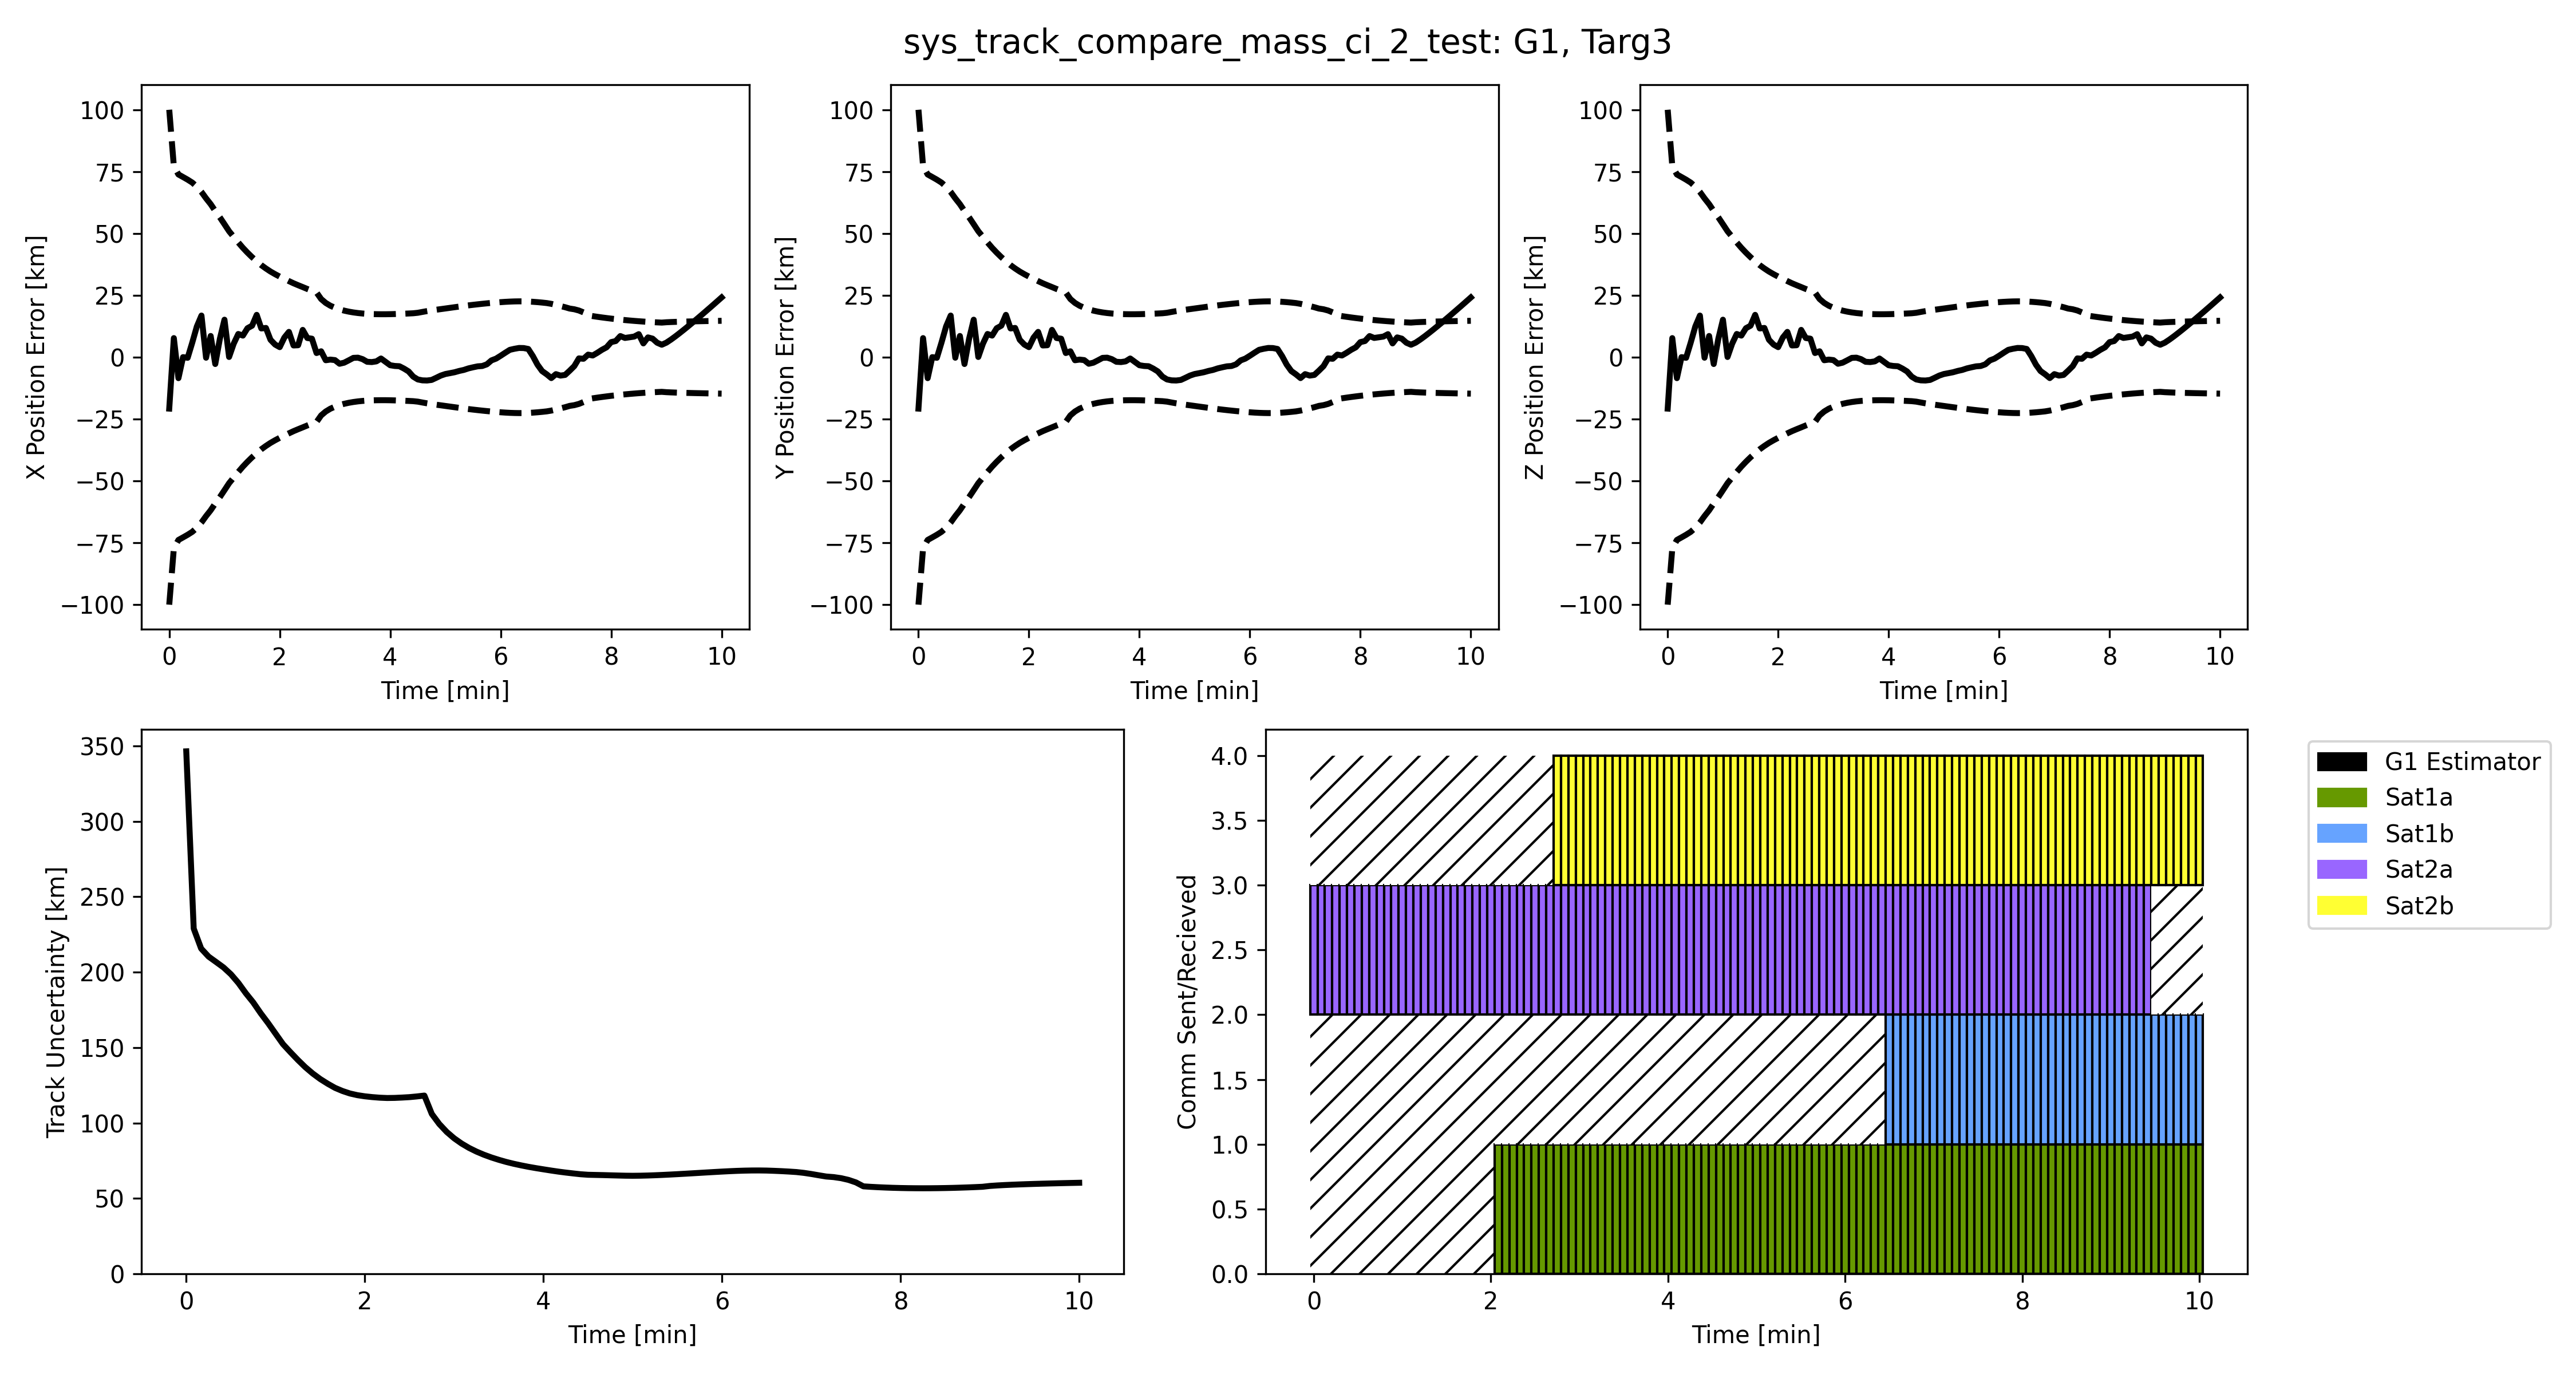 sys_track_compare_mass_ci_2_test: G1, Targ3
X Position Error [km]
100
75
50
25
0
−25
−50
−75
−100
0 2 4 6 8 10
Time [min]
Y Position Error [km]
100
75
50
25
0
−25
−50
−75
−100
0 2 4 6 8 10
Time [min]
Z Position Error [km]
100
75
50
25
0
−25
−50
−75
−100
0 2 4 6 8 10
Time [min]
Track Uncertainty [km]
350
300
250
200
150
100
50
0
0 2 4 6 8 10
Time [min]
Comm Sent/Recieved
4.0
3.5
3.0
2.5
2.0
1.5
1.0
0.5
0.0
0 2 4 6 8 10
Time [min]
G1 Estimator
Sat1a
Sat1b
Sat2a
Sat2b